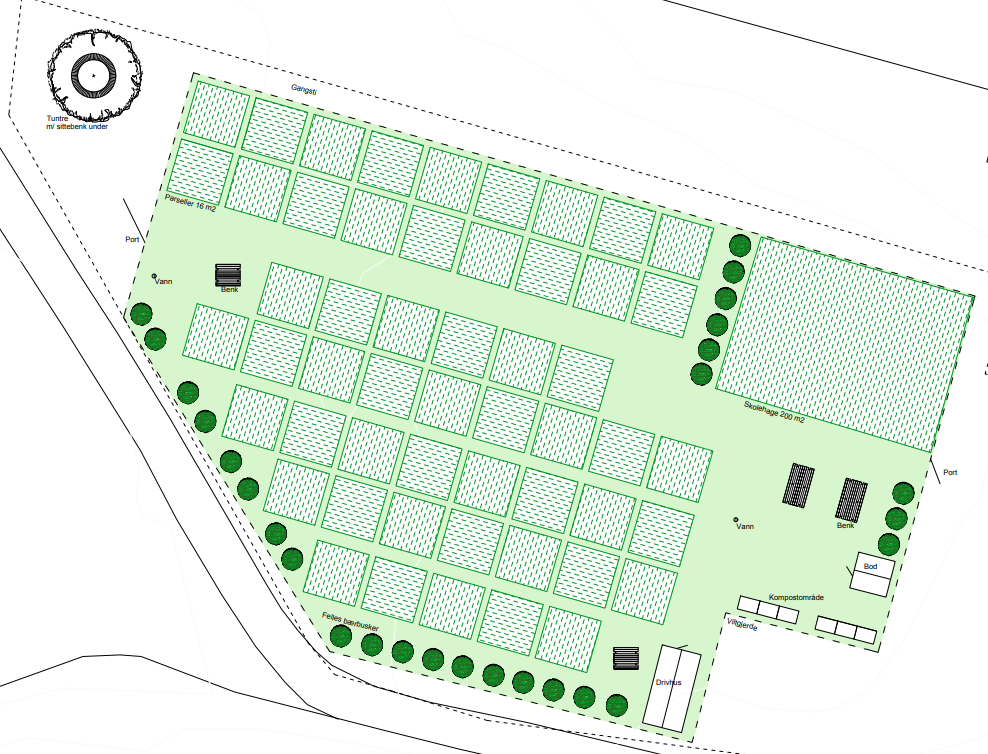 Gangsti
Tuntre
m/ sittebenk under
Parseller 16 m2
Port
Vann
Benk
Skolehage 200 m2
Port
Vann
Benk
Bod
Kompostområde
Felles bærbusker
Viltgjerde
Drivhus